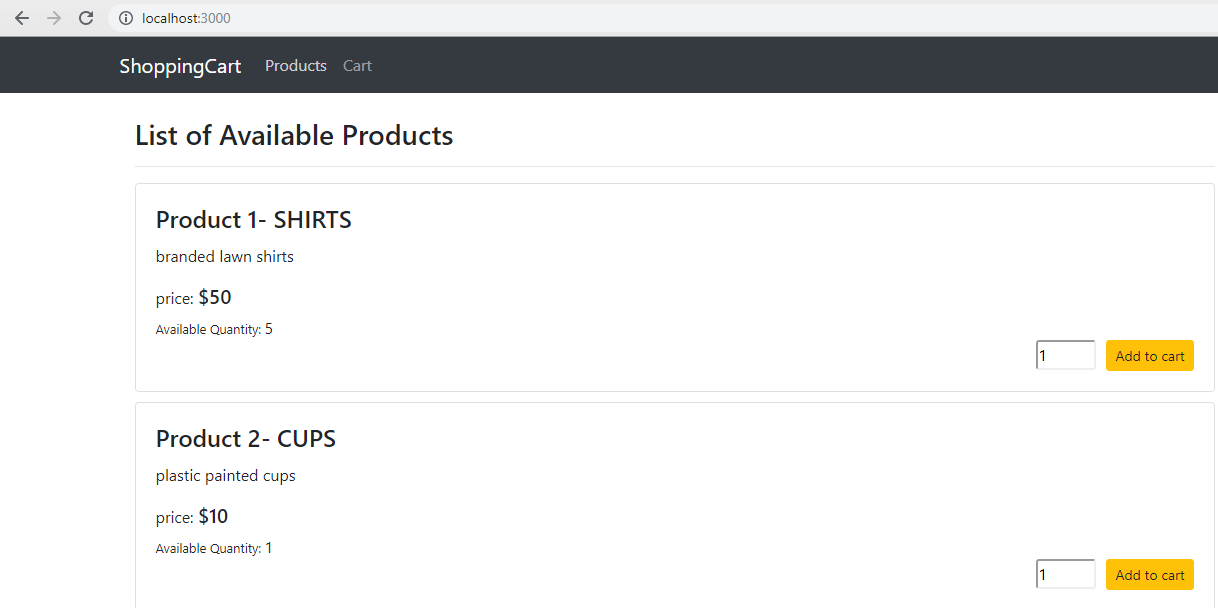 localhost:3000
ShoppingCart Products Cart
List of Available Products
Product 1- SHIRTS
branded lawn shirts
price: $50
Available Quantity: 5
1 Add to cart
Product 2- CUPS
plastic painted cups
price: $10
Available Quantity: 1
1 Add to cart